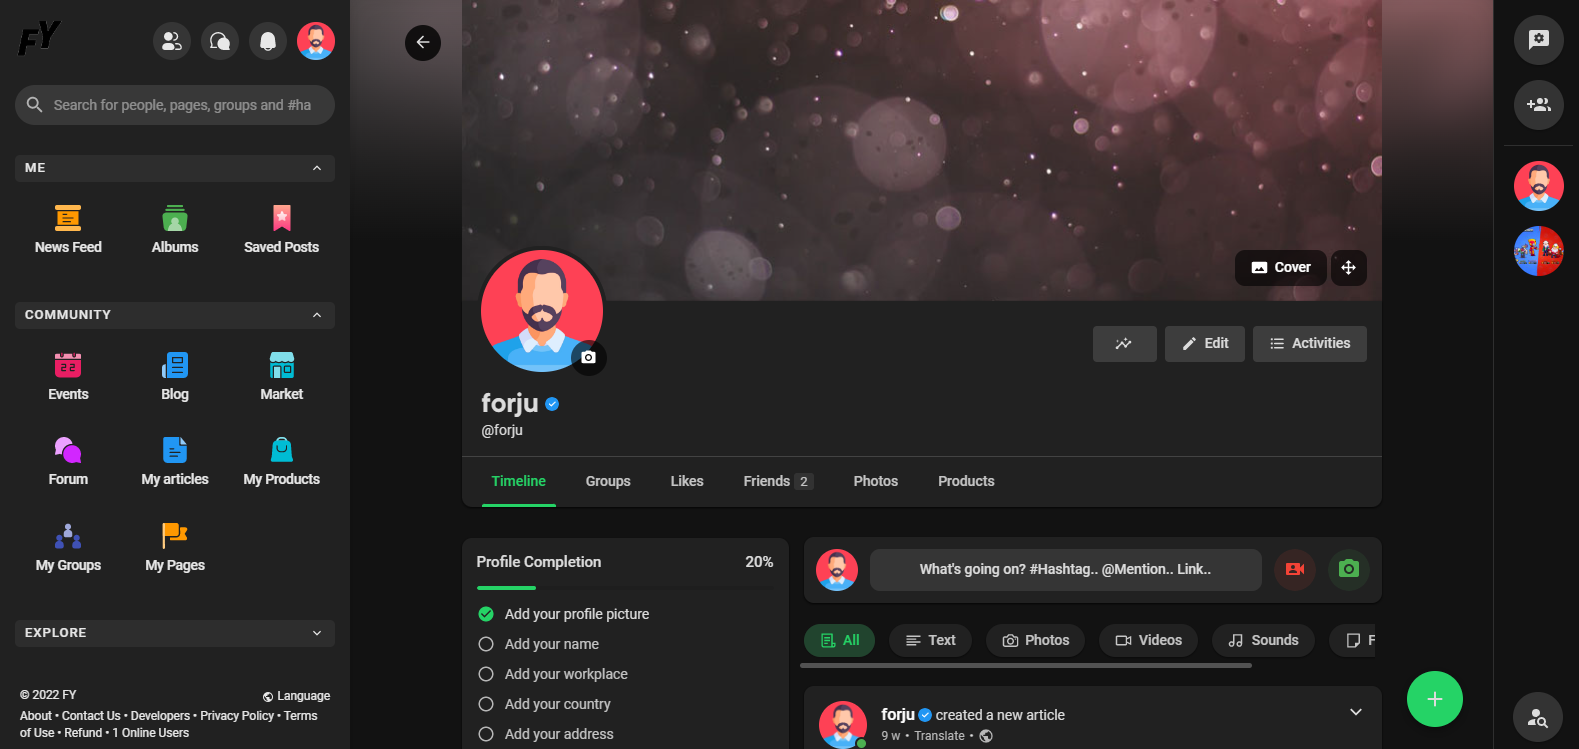 FY
Search for people, pages, groups and #ha
ME
News Feed
Albums
Saved Posts
COMMUNITY
22
Events
Blog
Market
Forum
My articles
My Products
My Groups
My Pages
EXPLORE
© 2022 FY
Language
About • Contact Us • Developers • Privacy Policy • Terms
of Use • Refund • 1 Online Users
Cover
Edit
Activities
forju
@forju
Timeline
Groups
Likes
Friends 2
Photos
Products
Profile Completion
20%
Add your profile picture
Add your name
Add your workplace
Add your country
Add your address
What's going on? #Hashtag.. @Mention.. Link..
All
Text
Photos
Videos
Sounds
F
forju created a new article
9 w • Translate •